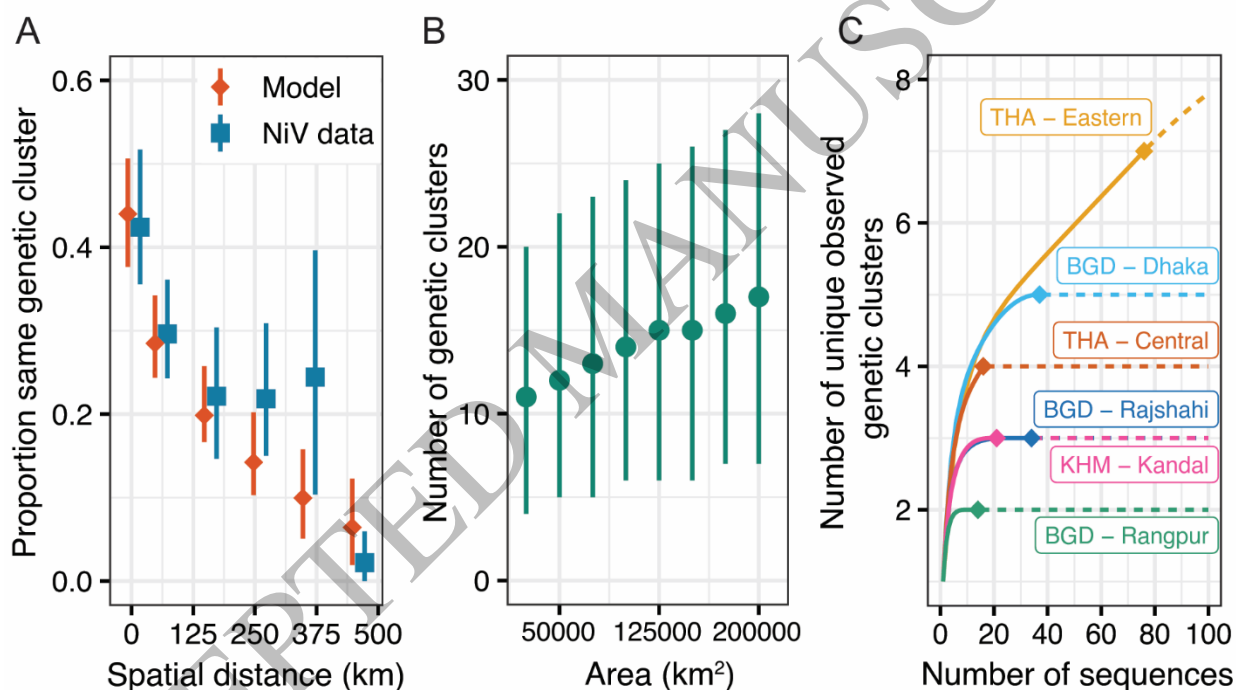 A
Proportion same genetic cluster
0.6
0.4
0.2
0.0
Model
NiV data
0 125 250 375 500
Spatial distance (km)
B
Number of genetic clusters
30
20
10
0
50000 125000 200000
Area (km²)
C
Number of unique observed
genetic clusters
8
6
4
2
THA – Eastern
BGD – Dhaka
THA – Central
BGD – Rajshahi
KHM – Kandal
BGD – Rangpur
0 20 40 60 80 100
Number of sequences
EPTED MANUSC